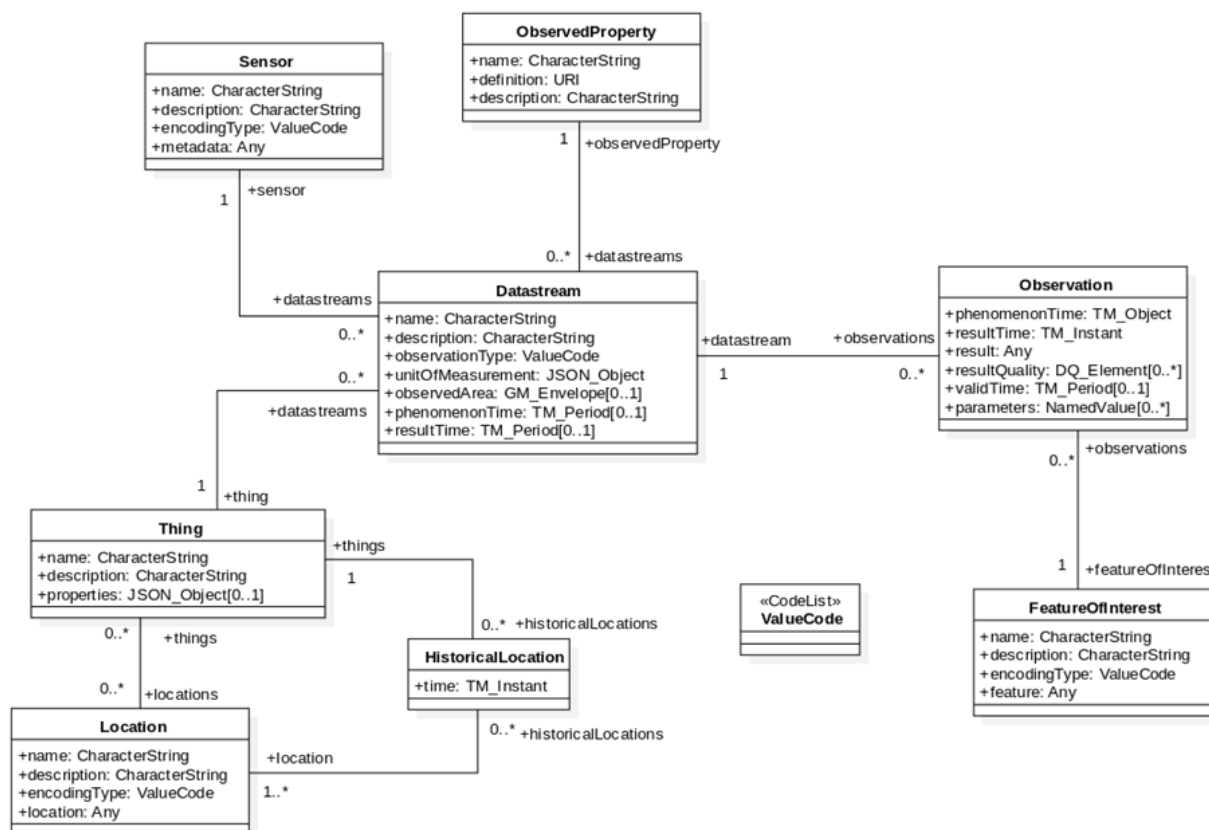 ObservedProperty
+name: CharacterString
+definition: URI
+description: CharacterString
Sensor
+name: CharacterString
+description: CharacterString
+encodingType: ValueCode
+metadata: Any
1
+observedProperty
+sensor
1
0..*
+datastreams
+datastreams
0..*
Datastream
+name: CharacterString
+description: CharacterString
+observationType: ValueCode
+unitOfMeasurement: JSON_Object
+observedArea: GM_Envelope[0..1]
+phenomenonTime: TM_Period[0..1]
+resultTime: TM_Period[0..1]
+datastream
1
+observations
0..*
Observation
+phenomenonTime: TM_Object
+resultTime: TM_Instant
+result: Any
+resultQuality: DQ_Element[0..*]
+validTime: TM_Period[0..1]
+parameters: NamedValue[0..*]
0..*
+datastreams
1
+thing
+observations
0..*
1
+featureOfInteres
Thing
+name: CharacterString
+description: CharacterString
+properties: JSON_Object[0..1]
+things
1
0..*
+historicalLocations
«CodeList»
ValueCode
FeatureOfInterest
+name: CharacterString
+description: CharacterString
+encodingType: ValueCode
+feature: Any
0..*
+things
0..*
+locations
HistoricalLocation
+time: TM_Instant
0..*
+historicalLocations
+location
1..*
Location
+name: CharacterString
+description: CharacterString
+encodingType: ValueCode
+location: Any